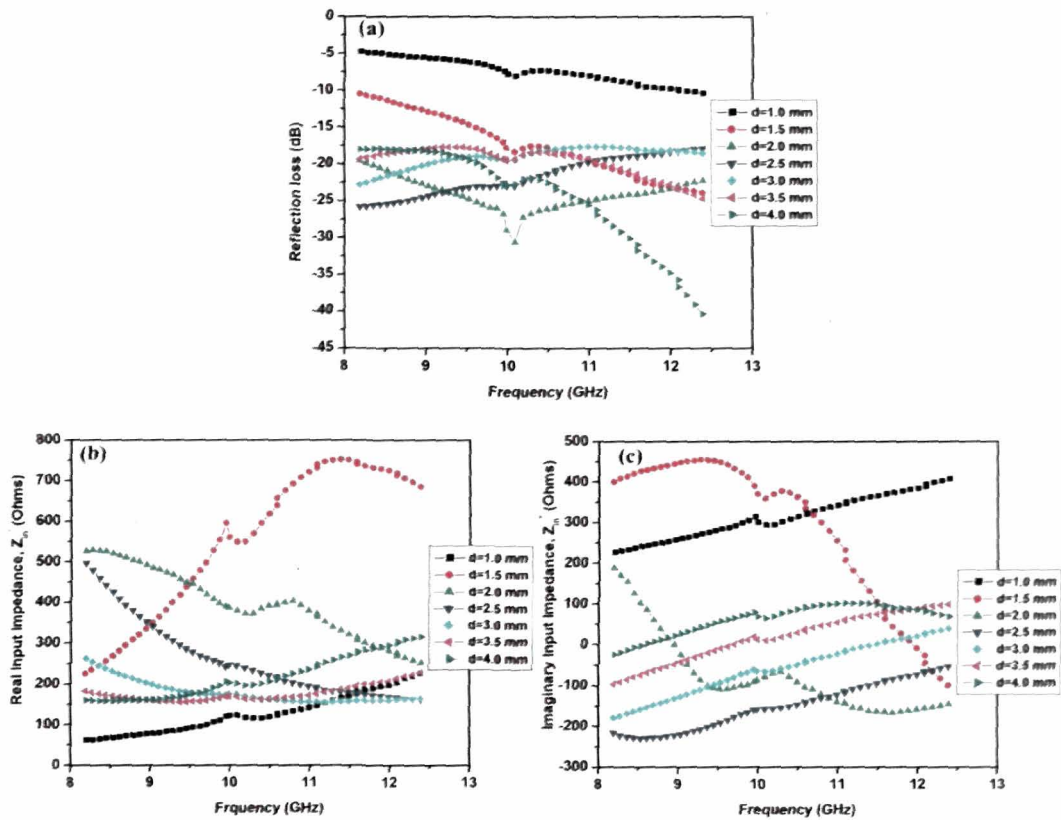 (a)
0
-5
-10
-15
-20
-25
-30
-35
-40
-45
Reflection loss (dB)
8 9 10 11 12 13
Frequency (GHz)
d=1.0 mm
d=1.5 mm
d=2.0 mm
d=2.5 mm
d=3.0 mm
d=3.5 mm
d=4.0 mm
(b)
800
700
600
500
400
300
200
100
0
Real Input Impedance, Z'in (Ohms)
8 9 10 11 12 13
Frquency (GHz)
d=1.0 mm
d=1.5 mm
d=2.0 mm
d=2.5 mm
d=3.0 mm
d=3.5 mm
d=4.0 mm
(c)
500
400
300
200
100
0
-100
-200
-300
Imaginary Input Impedance, Z''in (Ohms)
8 9 10 11 12 13
Frequency (GHz)
d=1.0 mm
d=1.5 mm
d=2.0 mm
d=2.5 mm
d=3.0 mm
d=3.5 mm
d=4.0 mm